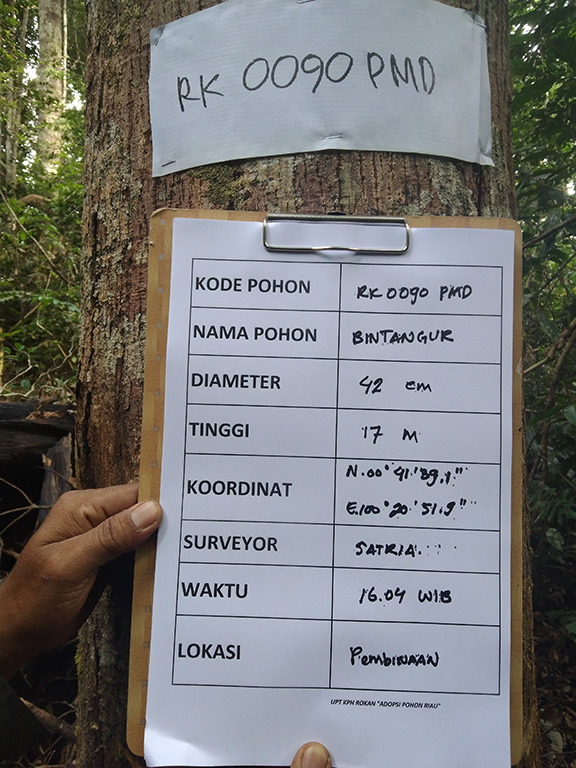 RK 0090 PMD
KODE POHON RK 0090 PMD
NAMA POHON BINTANGUR
DIAMETER 42 cm
TINGGI 17 M
KOORDINAT N.00° 41.'39,1"
E.100° 20.'51.9"
SURVEYOR SATRIA.
WAKTU 16.04 WIB
LOKASI Pembinaan
UPT KPH ROKAN "ADOPSI POHON RIAU"